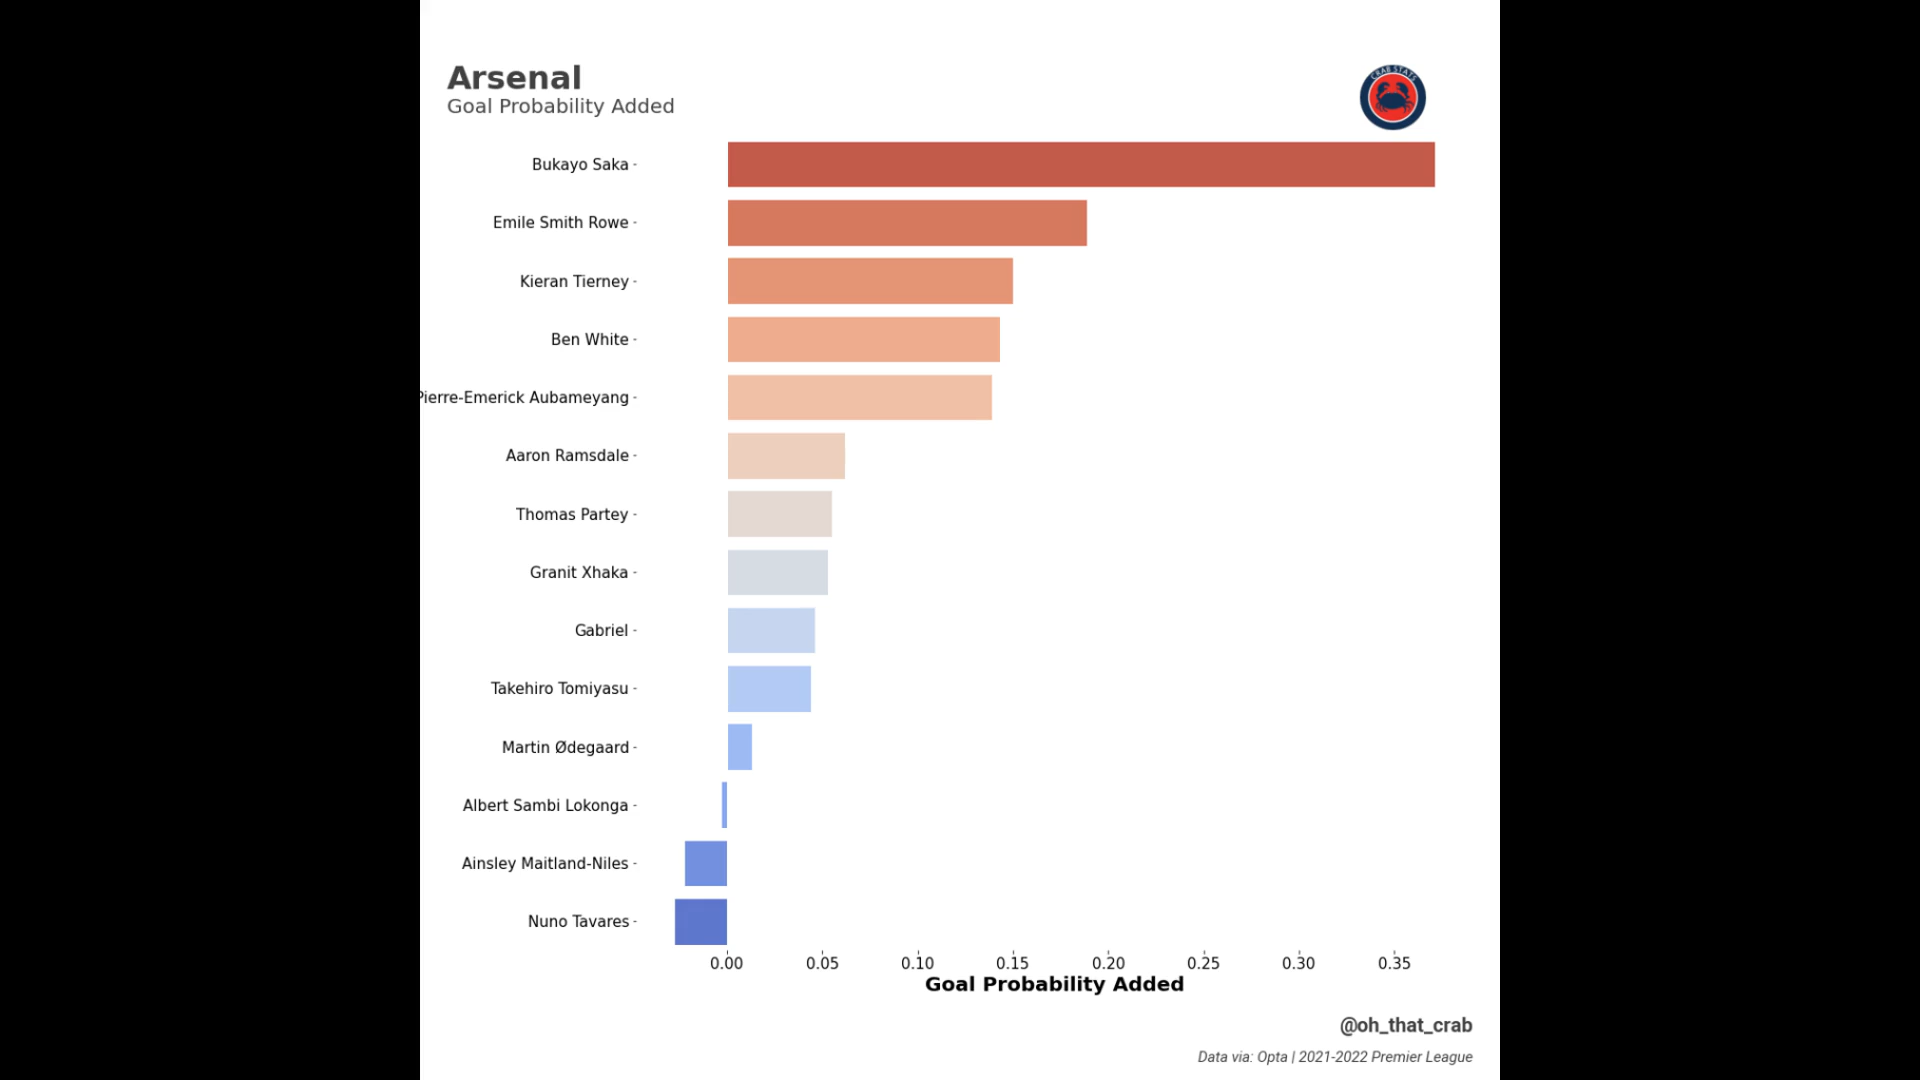 Arsenal
Goal Probability Added
CRAB STATS
Bukayo Saka
Emile Smith Rowe
Kieran Tierney
Ben White
Pierre-Emerick Aubameyang
Aaron Ramsdale
Thomas Partey
Granit Xhaka
Gabriel
Takehiro Tomiyasu
Martin Ødegaard
Albert Sambi Lokonga
Ainsley Maitland-Niles
Nuno Tavares
0.00 0.05 0.10 0.15 0.20 0.25 0.30 0.35
Goal Probability Added
@oh_that_crab
Data via: Opta | 2021-2022 Premier League